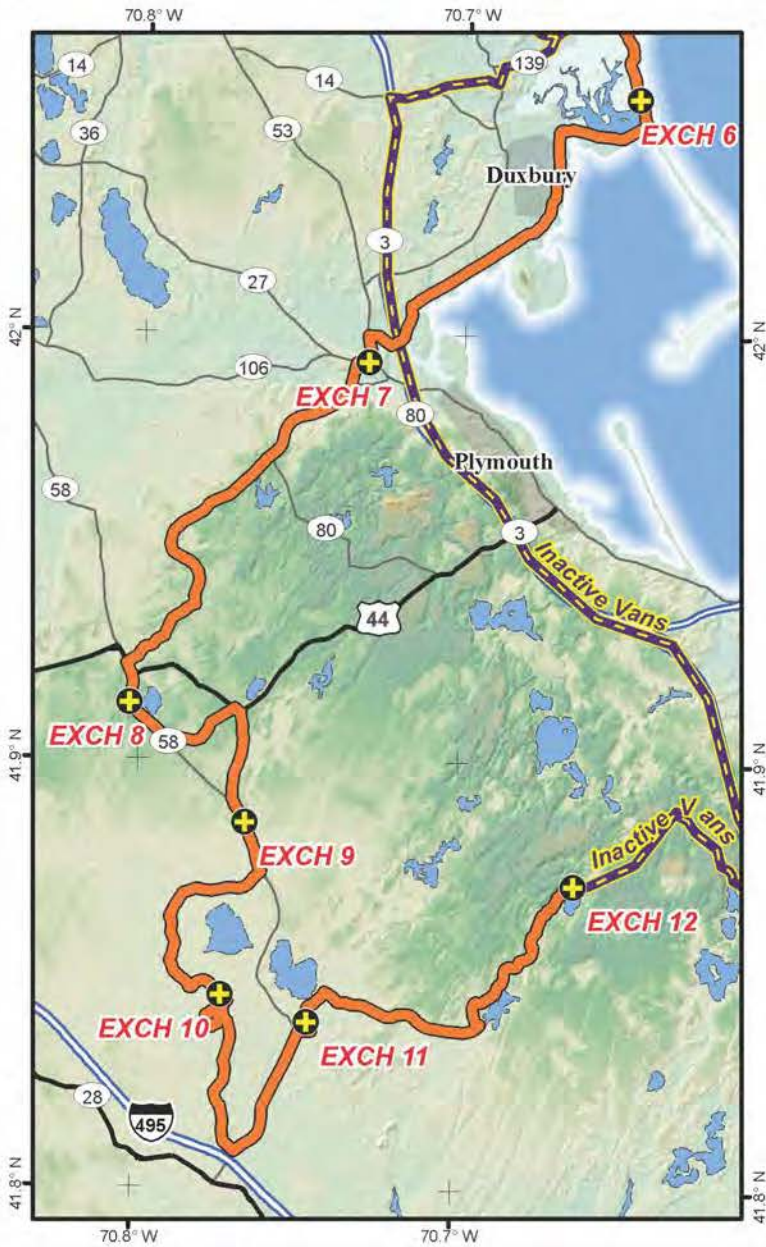 70.8° W
70.7° W
14
139
14
36
53
EXCH 6
Duxbury
3
27
42° N
42° N
106
EXCH 7
80
Plymouth
58
80
3
Inactive Vans
44
EXCH 8
58
41.9° N
41.9° N
EXCH 9
Inactive Vans
EXCH 12
EXCH 10
EXCH 11
28
495
41.8° N
41.8° N
70.8° W
70.7° W